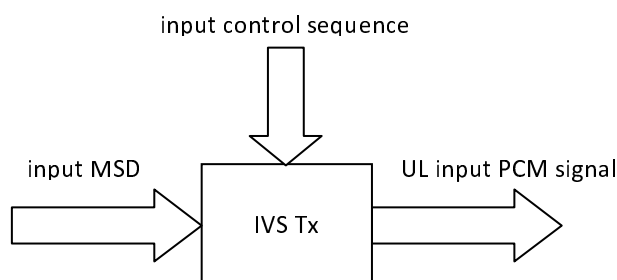 input control sequence
input MSD
UL input PCM signal
IVS Tx